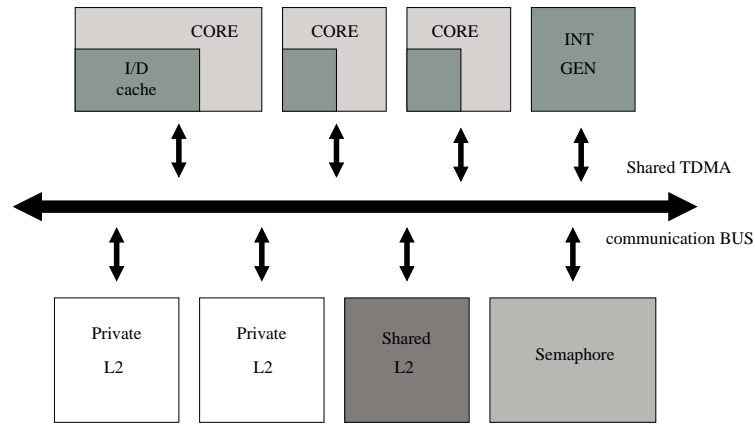 CORE
I/D
cache
CORE
CORE
INT
GEN
Shared TDMA
communication BUS
Private
L2
Private
L2
Shared
L2
Semaphore